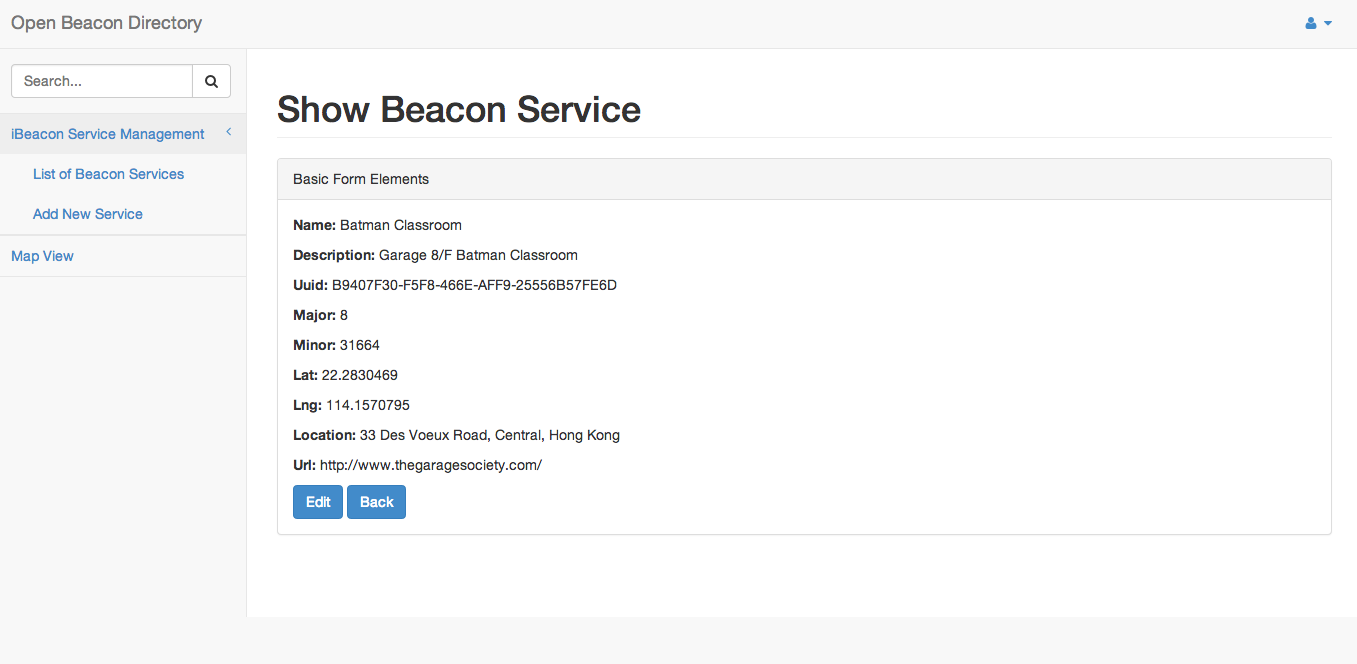 Open Beacon Directory
Search...
iBeacon Service Management
List of Beacon Services
Add New Service
Map View
Show Beacon Service
Basic Form Elements
Name: Batman Classroom
Description: Garage 8/F Batman Classroom
Uuid: B9407F30-F5F8-466E-AFF9-25556B57FE6D
Major: 8
Minor: 31664
Lat: 22.2830469
Lng: 114.1570795
Location: 33 Des Voeux Road, Central, Hong Kong
Url: http://www.thegaragesociety.com/
Edit Back